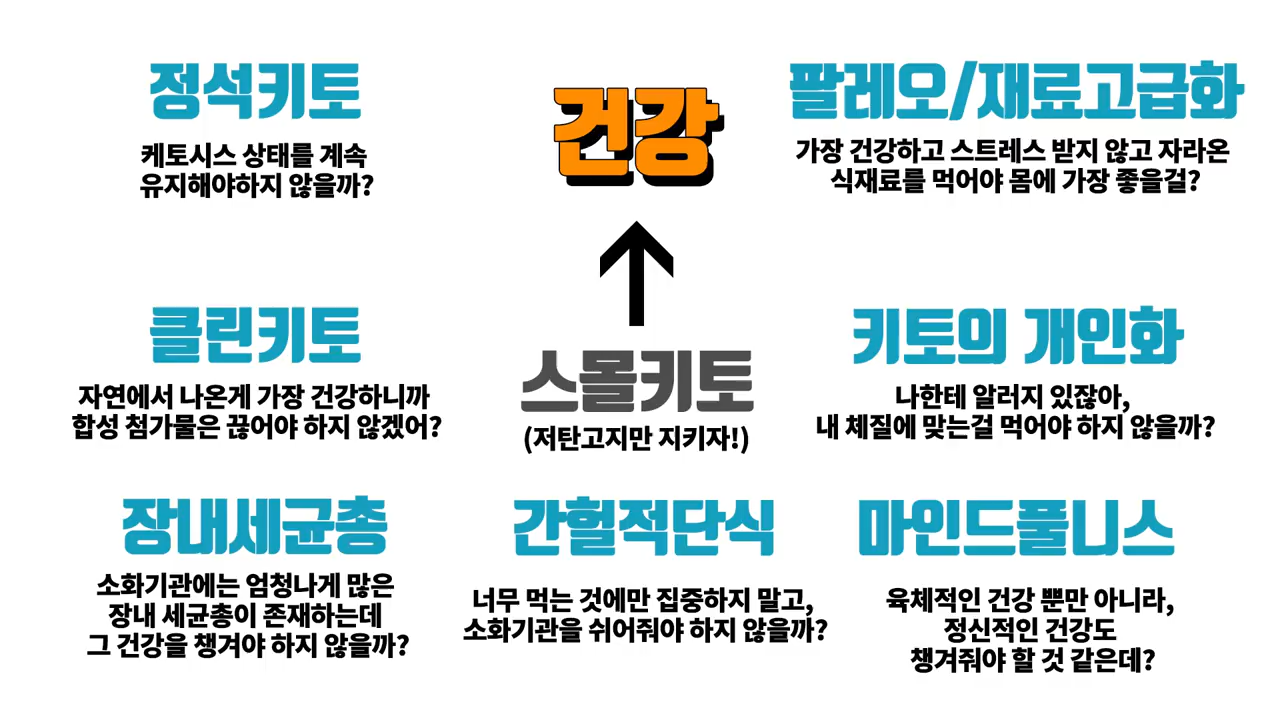 정석키토
케토시스 상태를 계속
유지해야하지 않을까?
건강
팔레오/재료고급화
가장 건강하고 스트레스 받지 않고 자라온
식재료를 먹어야 몸에 가장 좋을걸?
클린키토
자연에서 나온게 가장 건강하니까
합성 첨가물은 끊어야 하지 않겠어?
스몰키토
(저탄고지만 지키자!)
키토의 개인화
나한테 알러지 있잖아,
내 체질에 맞는걸 먹어야 하지 않을까?
장내세균총
소화기관에는 엄청나게 많은
장내 세균총이 존재하는데
그 건강을 챙겨야 하지 않을까?
간헐적단식
너무 먹는 것에만 집중하지 말고,
소화기관을 쉬어줘야 하지 않을까?
마인드풀니스
육체적인 건강 뿐만 아니라,
정신적인 건강도
챙겨줘야 할 것 같은데?